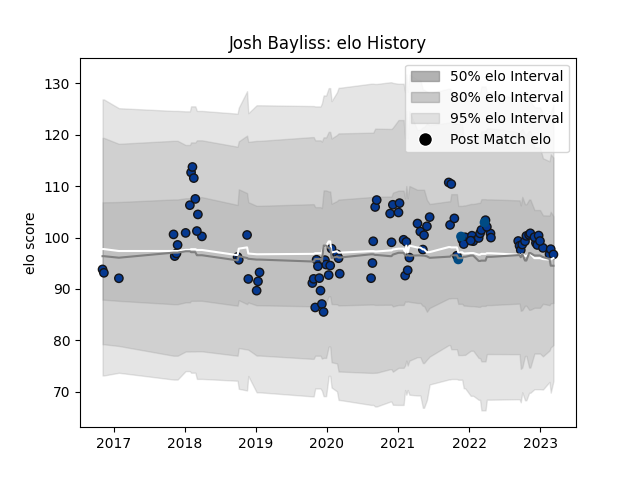 Josh Bayliss: elo History
elo score
130
120
110
100
90
80
70
50% elo Interval
80% elo Interval
95% elo Interval
Post Match elo
2017 2018 2019 2020 2021 2022 2023